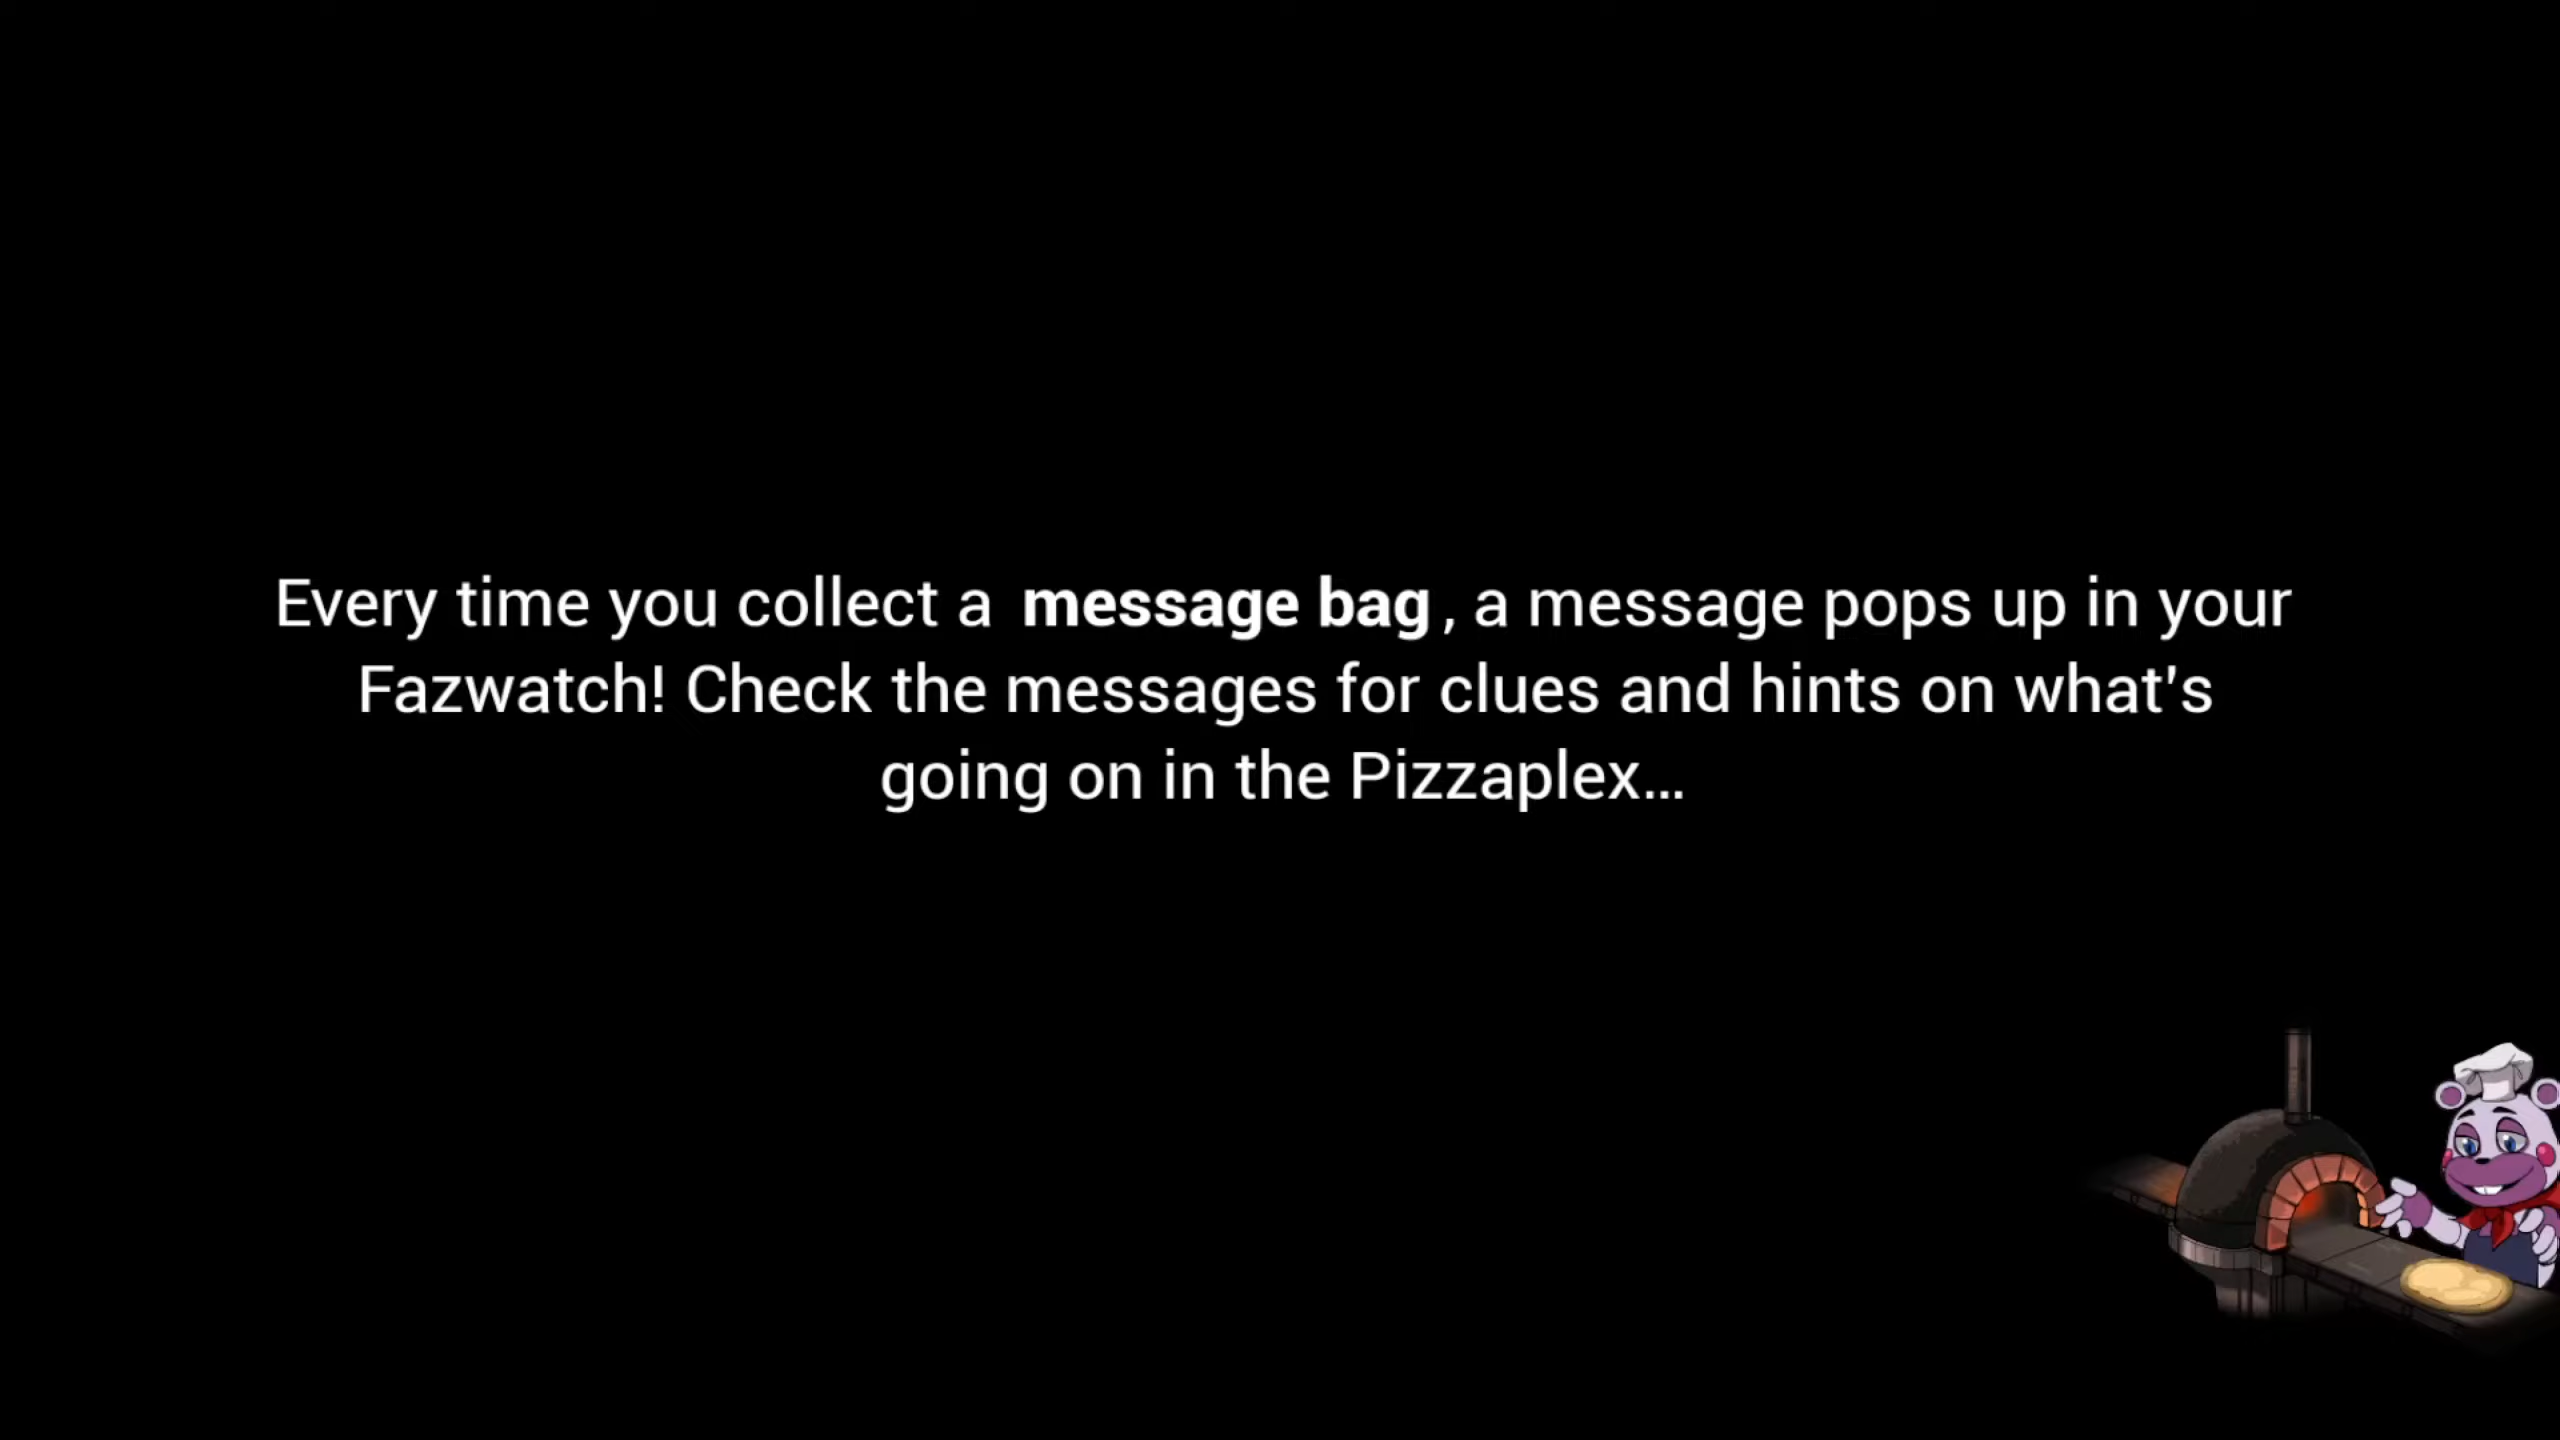 Every time you collect a message bag, a message pops up in your
Fazwatch! Check the messages for clues and hints on what's
going on in the Pizzaplex...